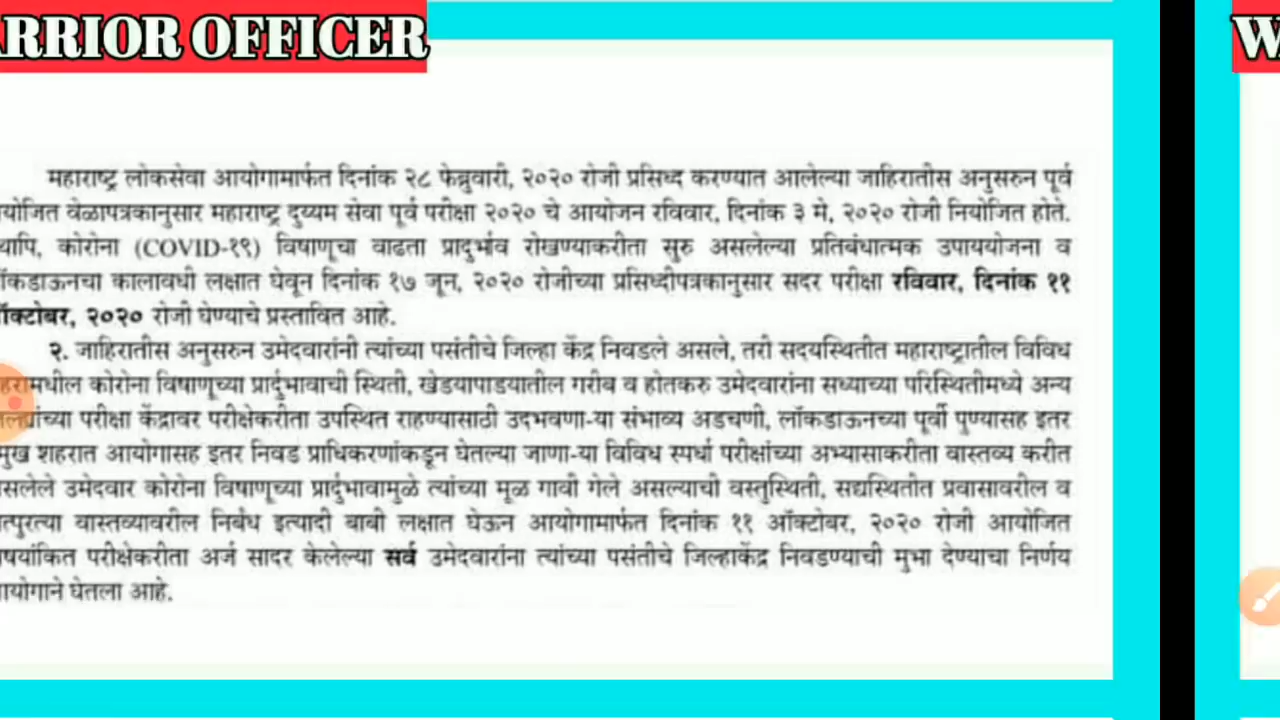 RRIOR OFFICER
W
महाराष्ट्र लोकसेवा आयोगामार्फत दिनांक २८ फेब्रुवारी, २०२० रोजी प्रसिध्द करण्यात आलेल्या जाहिरातीस अनुसरुन पूर्व
योजित वेळापत्रकानुसार महाराष्ट्र दुय्यम सेवा पूर्व परीक्षा २०२० चे आयोजन रविवार, दिनांक ३ मे, २०२० रोजी नियोजित होते.
थापि, कोरोना (COVID-१९) विषाणूचा वाढता प्रादुर्भाव रोखण्याकरीता सुरु असलेल्या प्रतिबंधात्मक उपाययोजना व
ॉकडाऊनचा कालावधी लक्षात घेवून दिनांक १७ जून, २०२० रोजीच्या प्रसिध्दीपत्रकानुसार सदर परीक्षा रविवार, दिनांक ११
ॉक्टोबर, २०२० रोजी घेण्याचे प्रस्तावित आहे.
२. जाहिरातीस अनुसरुन उमेदवारांनी त्यांच्या पसंतीचे जिल्हा केंद्र निवडले असले, तरी सदयस्थितीत महाराष्ट्रातील विविध
हरामधील कोरोना विषाणूच्या प्रार्दुभावाची स्थिती, खेडयापाडयातील गरीब व होतकरु उमेदवारांना सध्याच्या परिस्थितीमध्ये अन्य
ल्ह्यांच्या परीक्षा केंद्रावर परीक्षेकरीता उपस्थित राहण्यासाठी उदभवणा-या संभाव्य अडचणी, लॉकडाऊनच्या पूर्वी पुण्यासह इतर
मुख शहरात आयोगासह इतर निवड प्राधिकरणांकडून घेतल्या जाणा-या विविध स्पर्धा परीक्षांच्या अभ्यासाकरीता वास्तव्य करीत
सलेले उमेदवार कोरोना विषाणूच्या प्रार्दुभावामुळे त्यांच्या मूळ गावी गेले असल्याची वस्तुस्थिती, सद्यस्थितीत प्रवासावरील व
त्पुरत्या वास्तव्यावरील निर्बंध इत्यादी बाबी लक्षात घेऊन आयोगामार्फत दिनांक ११ ऑक्टोबर, २०२० रोजी आयोजित
षयांकित परीक्षेकरीता अर्ज सादर केलेल्या सर्व उमेदवारांना त्यांच्या पसंतीचे जिल्हाकेंद्र निवडण्याची मुभा देण्याचा निर्णय
ायोगाने घेतला आहे.